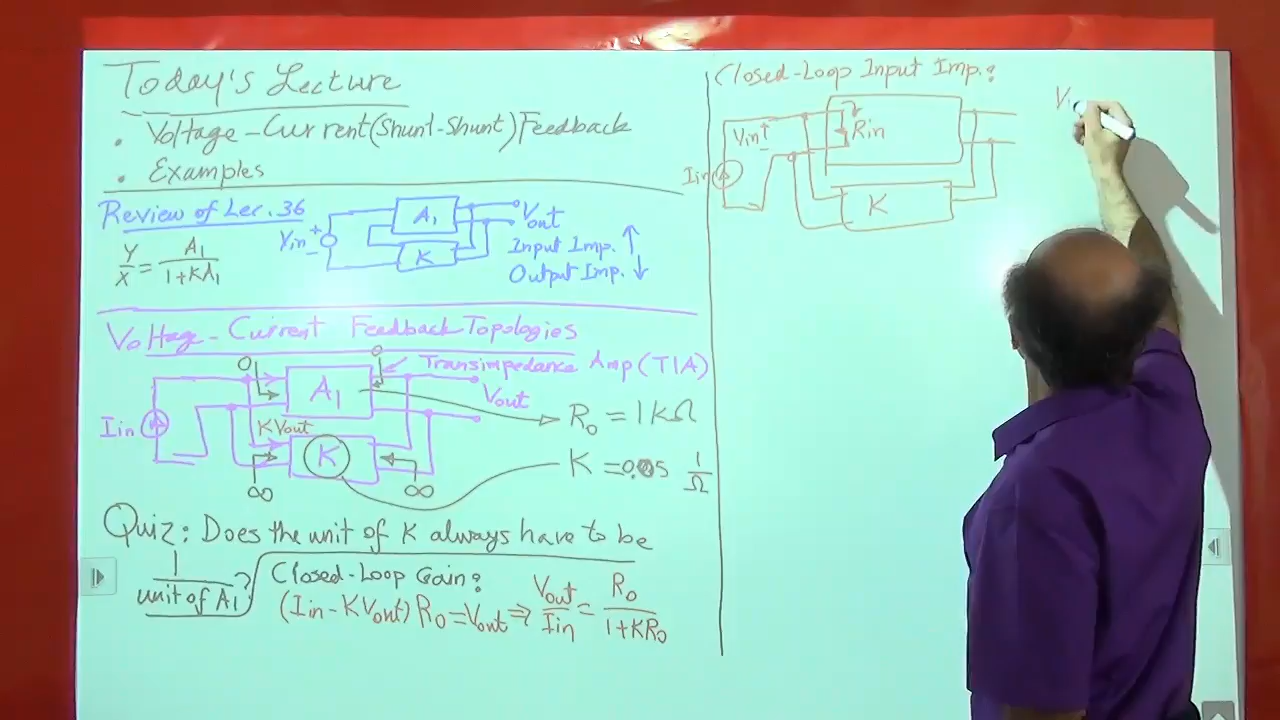 Today's Lecture
• Voltage-Current (Shunt-Shunt) Feedback
• Examples
Review of Lec. 36
Y/X = A1/(1+KA1)
Vin + -
A1
K
Vout
Input Imp. ↑
Output Imp. ↓
Voltage-Current Feedback Topologies
Transimpedance Amp (TIA)
0
0
A1
Iin
KVout
K
Vout
∞
∞
R0 = 1kΩ
K = 0.05 1/Ω
Quiz: Does the unit of K always have to be
1/unit of A1?
Closed-Loop Gain?
(Iin - KVout) R0 = Vout ⇒ Vout/Iin = R0/(1+KR0)
Closed-Loop Input Imp.?
Vin + -
Rin
Iin
K